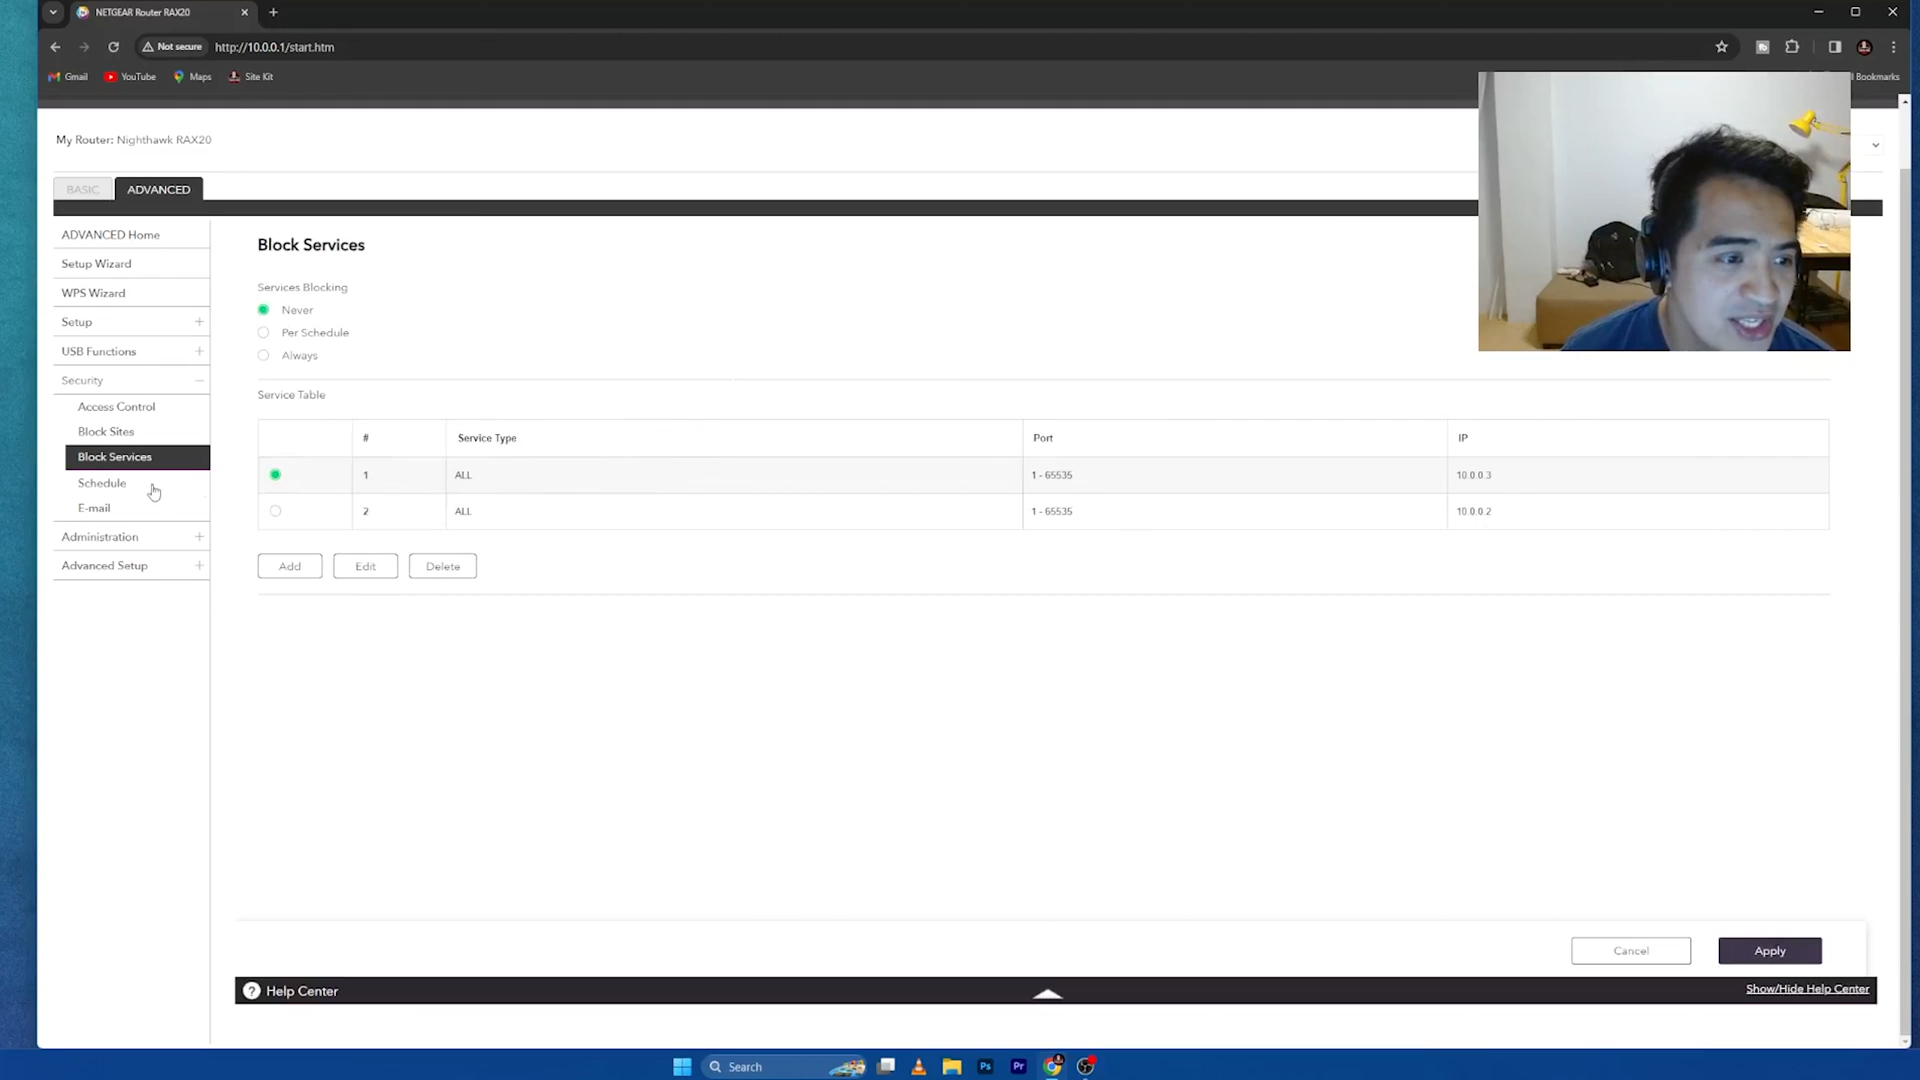 NETGEAR Router RAX20
Not secure http://10.0.0.1/start.htm
Gmail YouTube Maps Site Kit Bookmarks
My Router: Nighthawk RAX20
BASIC ADVANCED
ADVANCED Home
Setup Wizard
WPS Wizard
Setup
USB Functions
Security
Access Control
Block Sites
Block Services
Schedule
E-mail
Administration
Advanced Setup
Block Services
Services Blocking
Never
Per Schedule
Always
Service Table
# Service Type Port IP
1 ALL 1 - 65535 10.0.0.3
2 ALL 1 - 65535 10.0.0.2
Add Edit Delete
Cancel Apply
? Help Center Show/Hide Help Center
Search Ps Pr